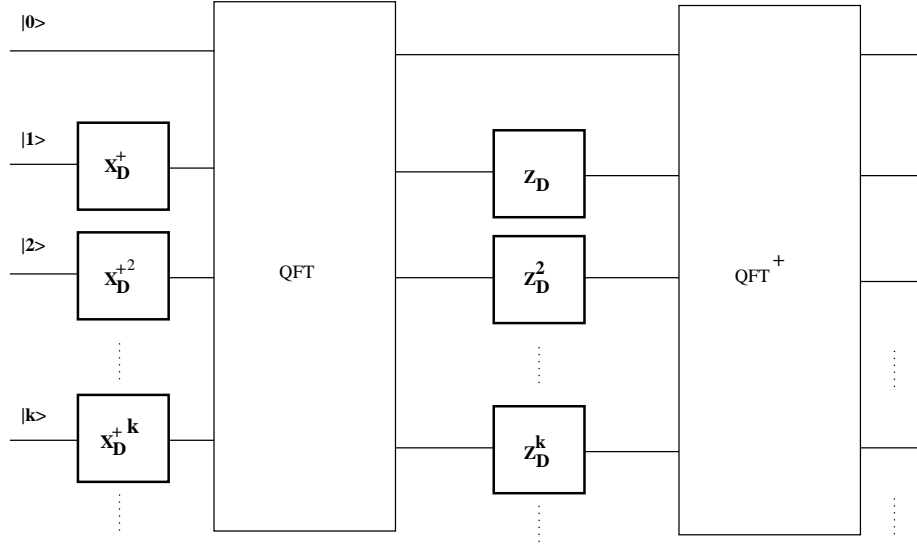 |0>
|1>
X_D^+
Z_D
|2>
X_D^{+2}
QFT
Z_D^2
QFT^+
|k>
X_D^{+k}
Z_D^k